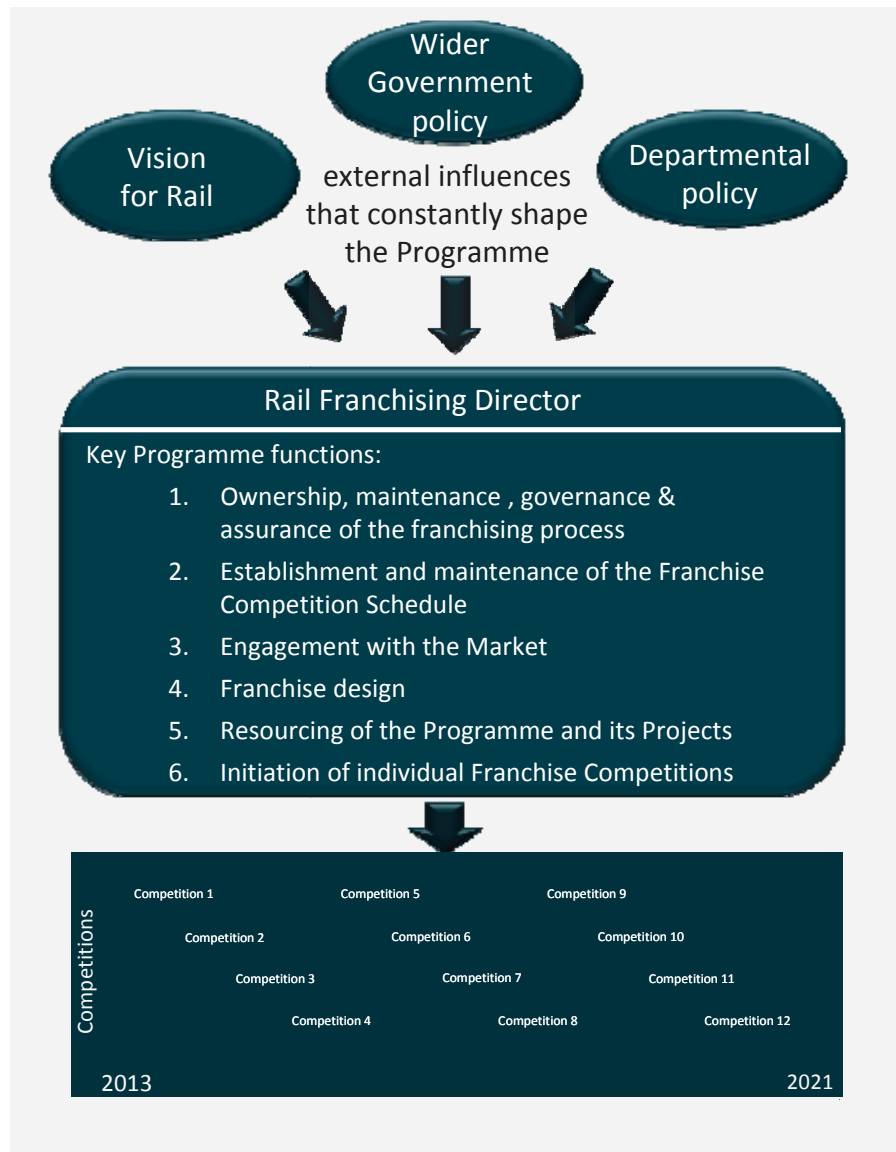 Wider
Government
policy
Vision
for Rail
Departmental
policy
external influences
that constantly shape
the Programme
Rail Franchising Director
Key Programme functions:
1. Ownership, maintenance , governance &
assurance of the franchising process
2. Establishment and maintenance of the Franchise
Competition Schedule
3. Engagement with the Market
4. Franchise design
5. Resourcing of the Programme and its Projects
6. Initiation of individual Franchise Competitions
Competitions
Competition 1
Competition 5
Competition 9
Competition 2
Competition 6
Competition 10
Competition 3
Competition 7
Competition 11
Competition 4
Competition 8
Competition 12
2013
2021